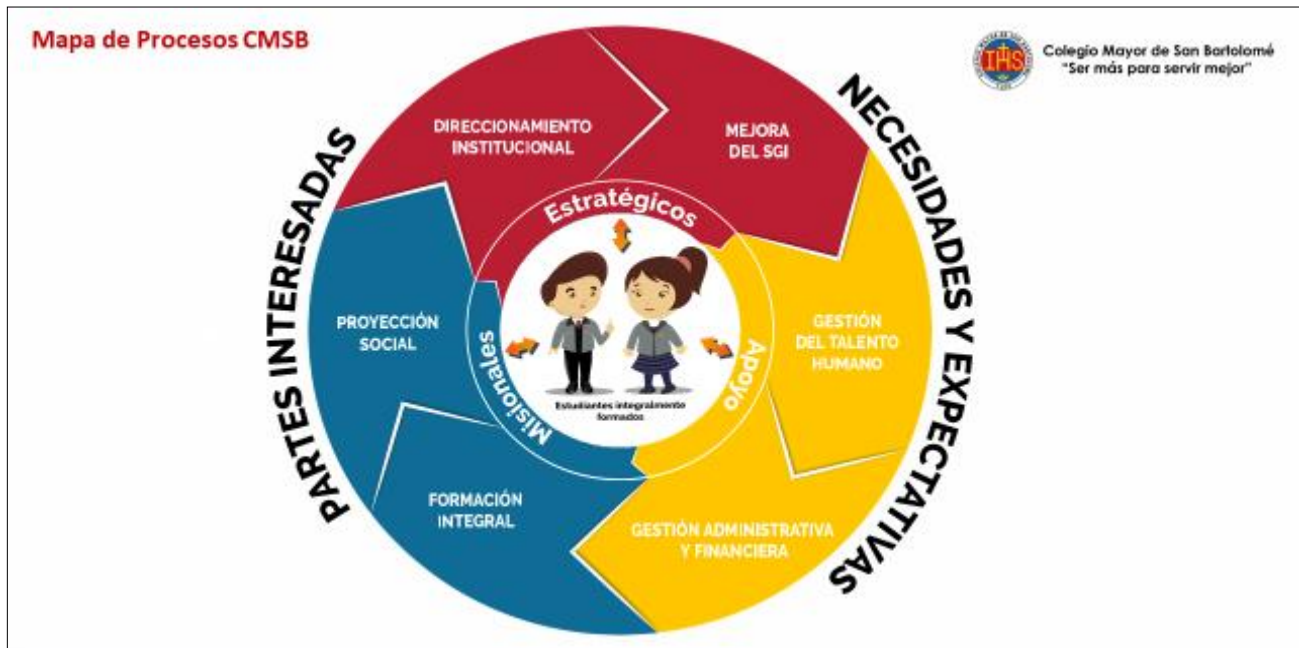 Mapa de Procesos CMSB
IHS
Colegio Mayor de San Bartolomé
"Ser más para servir mejor"
PARTES INTERESADAS
NECESIDADES Y EXPECTATIVAS
DIRECCIONAMIENTO
INSTITUCIONAL
MEJORA
DEL SGI
Estratégicos
PROYECCIÓN
SOCIAL
GESTIÓN
DEL TALENTO
HUMANO
Misionales
Apoyo
Estudiantes integralmente
formados
FORMACIÓN
INTEGRAL
GESTIÓN ADMINISTRATIVA
Y FINANCIERA